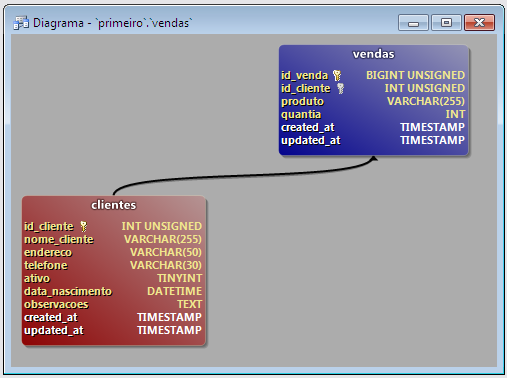 Diagrama - `primeiro`.`vendas`
vendas
id_venda BIGINT UNSIGNED
id_cliente INT UNSIGNED
produto VARCHAR(255)
quantia INT
created_at TIMESTAMP
updated_at TIMESTAMP
clientes
id_cliente INT UNSIGNED
nome_cliente VARCHAR(255)
endereco VARCHAR(50)
telefone VARCHAR(30)
ativo TINYINT
data_nascimento DATETIME
observacoes TEXT
created_at TIMESTAMP
updated_at TIMESTAMP